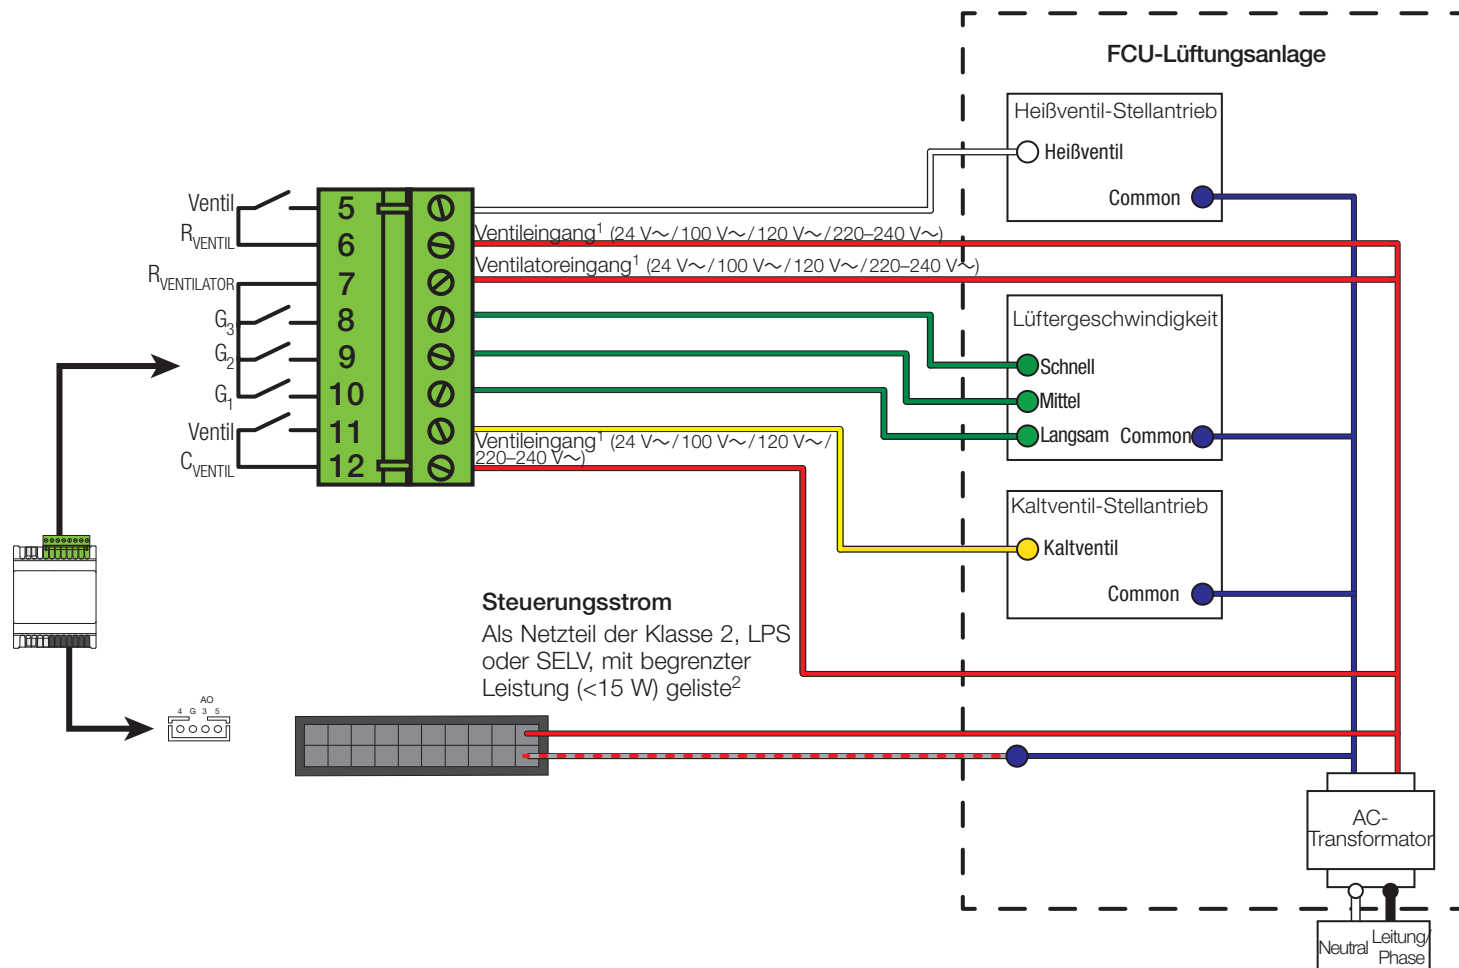 FCU-Lüftungsanlage
Heißventil-Stellantrieb
Heißventil
Common
Ventil
5
R VENTIL
6
Ventileingang¹ (24 V～/100 V～/120 V～/220–240 V～)
R VENTILATOR
7
Ventilatoreingang¹ (24 V～/100 V～/120 V～/220–240 V～)
G3
8
G2
9
G1
10
Lüftergeschwindigkeit
Schnell
Mittel
Langsam
Common
Ventil
11
C VENTIL
12
Ventileingang¹ (24 V～/100 V～/120 V～/
220–240 V～)
Kaltventil-Stellantrieb
Kaltventil
Common
Steuerungsstrom
Als Netzteil der Klasse 2, LPS
oder SELV, mit begrenzter
Leistung (<15 W) geliste²
AO
4 G 3 5
AC-
Transformator
Neutral
Leitung/
Phase